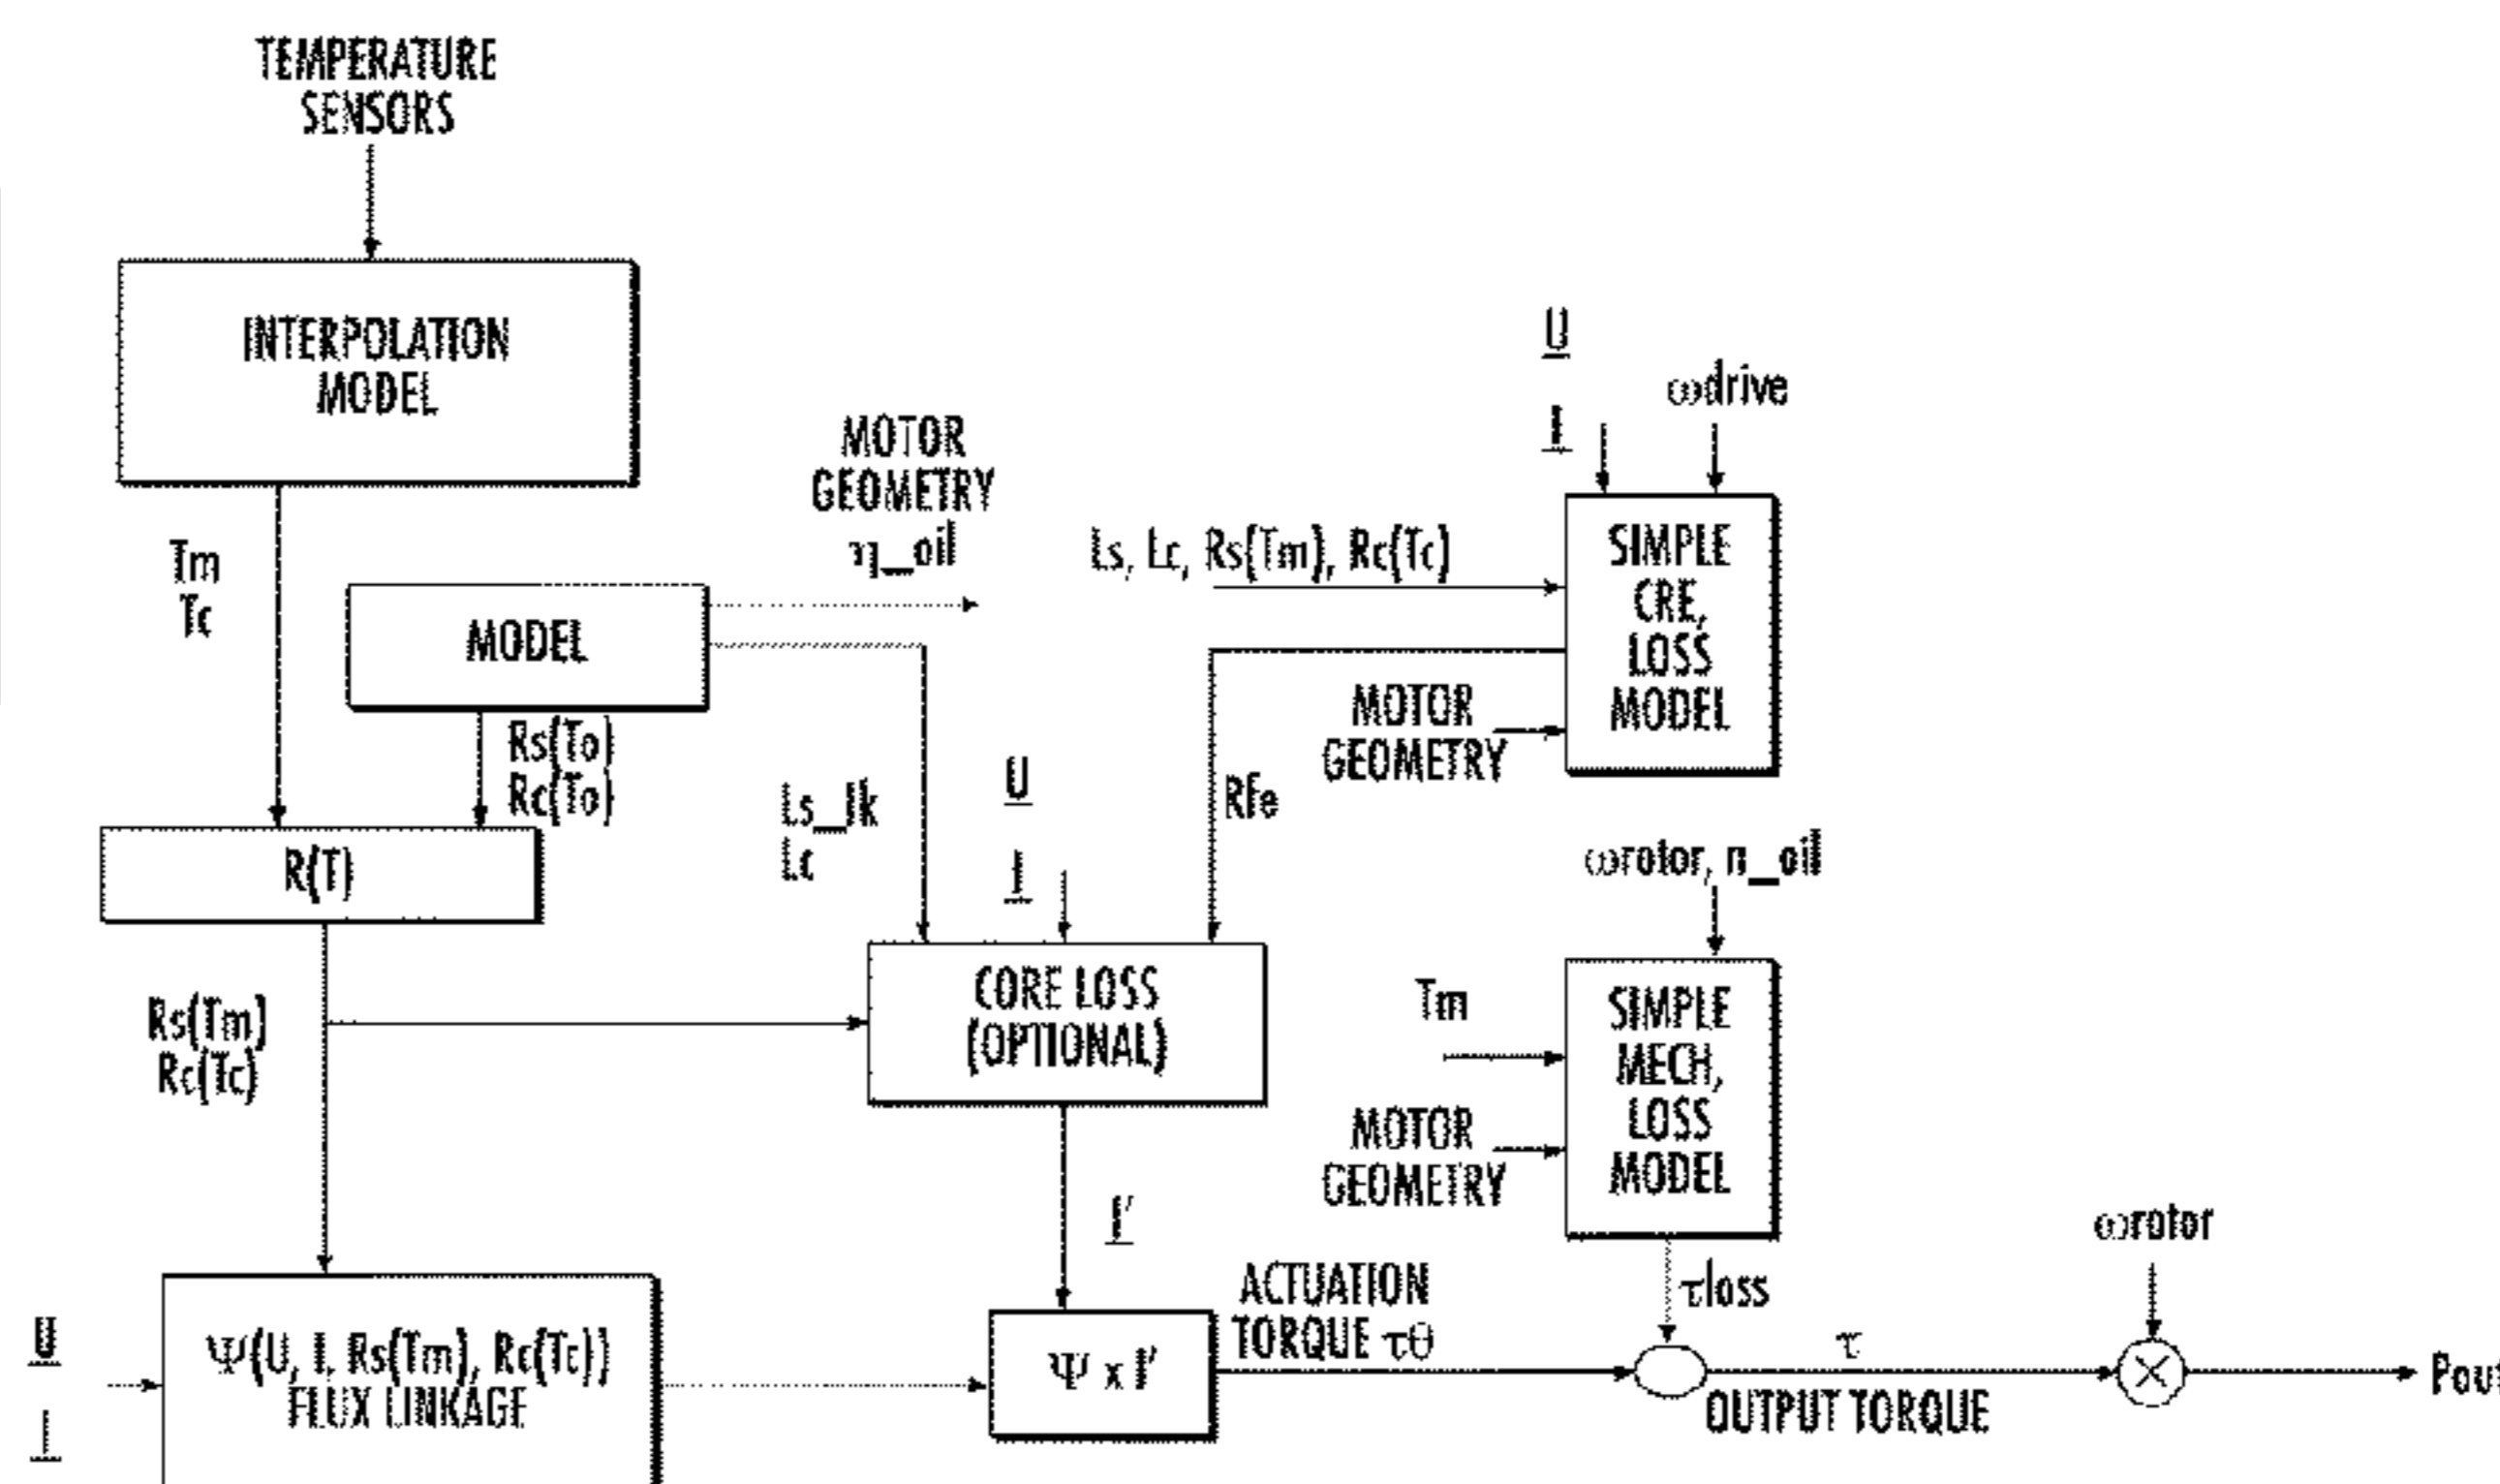 TEMPERATURE
SENSORS
INTERPOLATION
MODEL
Tm
Tc
MODEL
MOTOR
GEOMETRY
η_oil
Rs(To)
Rc(To)
R(T)
Ls_lk
Lc
U
I
Ls, Lc, Rs(Tm), Rc(Tc)
U
I
ωdrive
SIMPLE
CRE,
LOSS
MODEL
MOTOR
GEOMETRY
RFe
Rs(Tm)
Rc(Tc)
CORE LOSS
(OPTIONAL)
ωrotor, n_oil
Tm
SIMPLE
MECH,
LOSS
MODEL
MOTOR
GEOMETRY
I'
U
I
Ψ(U, I, Rs(Tm), Rc(Tc))
FLUX LINKAGE
Ψ x I'
ACTUATION
TORQUE τθ
τloss
τ
OUTPUT TORQUE
ωrotor
Pout